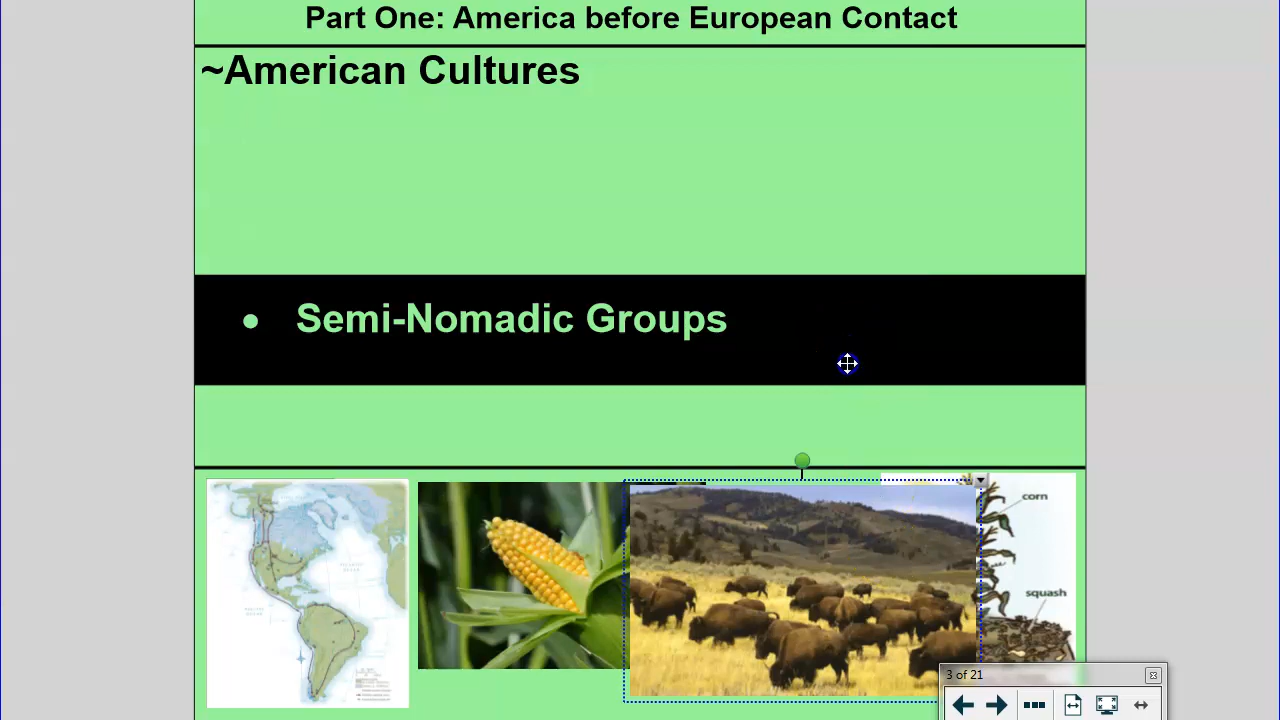 Part One: America before European Contact
~American Cultures
• Semi-Nomadic Groups
corn
squash
3 of 21